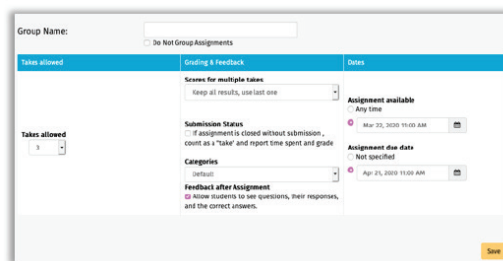 Group Name:
Do Not Group Assignments
Takes allowed
Grading & Feedback
Dates
Takes allowed
3
Scores for multiple takes
Keep all results, use last one
Submission Status
If assignment is closed without submission ,
count as a "take' and report time spent and grade
Categories
Default
Feedback after Assignment
Allow students to see questions, their responses,
and the correct answers.
Assignment available
Any time
Mar 22, 2020 11:00 AM
Assignment due date
Not specified
Apr 21, 2020 11:00 AM
Save